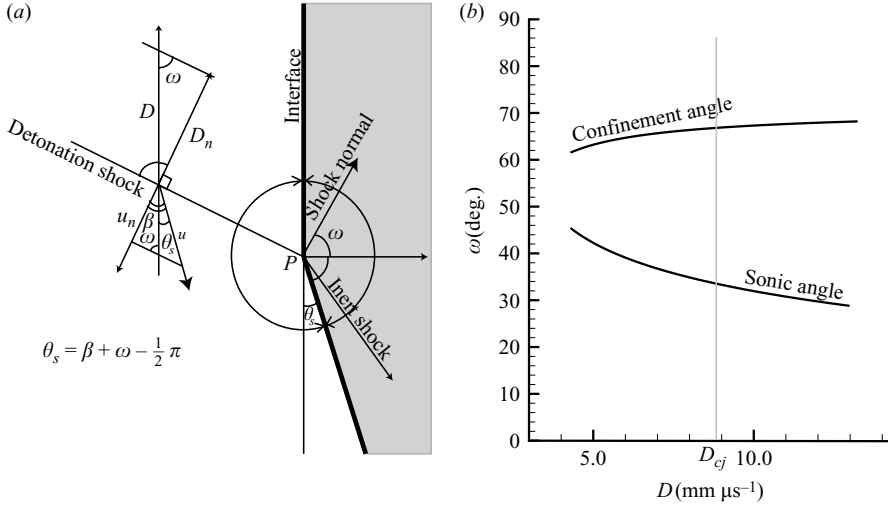 (a)
ω
D
D_n
Detonation shock
u_n
β
ω
θ_s
u
Interface
Shock normal
ω
P
Inert shock
θ_s
θ_s = β + ω – 1/2 π
(b)
90
80
70
60
50
40
30
20
10
0
ω (deg.)
Confinement angle
Sonic angle
5.0
D_cj
10.0
D (mm μs⁻¹)